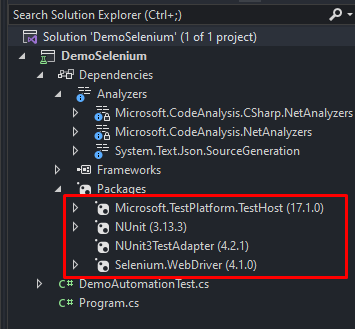 Search Solution Explorer (Ctrl+;)
Solution 'DemoSelenium' (1 of 1 project)
DemoSelenium
Dependencies
Analyzers
Microsoft.CodeAnalysis.CSharp.NetAnalyzers
Microsoft.CodeAnalysis.NetAnalyzers
System.Text.Json.SourceGeneration
Frameworks
Packages
Microsoft.TestPlatform.TestHost (17.1.0)
NUnit (3.13.3)
NUnit3TestAdapter (4.2.1)
Selenium.WebDriver (4.1.0)
C# DemoAutomationTest.cs
C# Program.cs